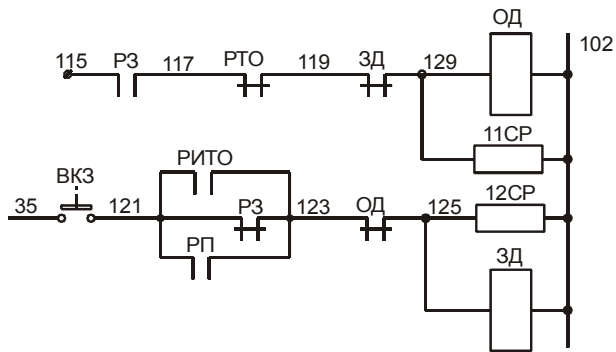 ОД
102
115 РЗ 117 РТО 119 ЗД 129
11СР
РИТО
ВКЗ
35 121 РЗ 123 ОД 125 12СР
РП
ЗД